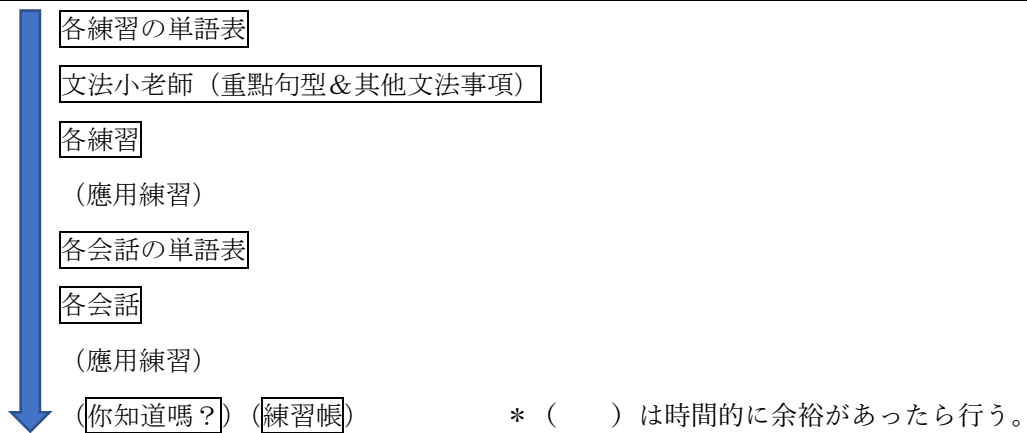 各練習の単語表
文法小老師（重點句型＆其他文法事項）
各練習
（應用練習）
各会話の単語表
各会話
（應用練習）
（你知道嗎？）（練習帳）　　　　＊（　　）は時間的に余裕があったら行う。